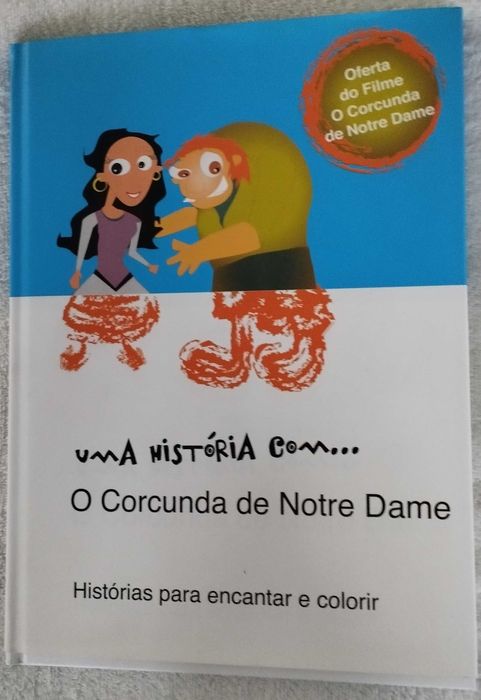 Oferta
do Filme
O Corcunda
de Notre Dame
UMA HISTÓRIA COM...
O Corcunda de Notre Dame
Histórias para encantar e colorir